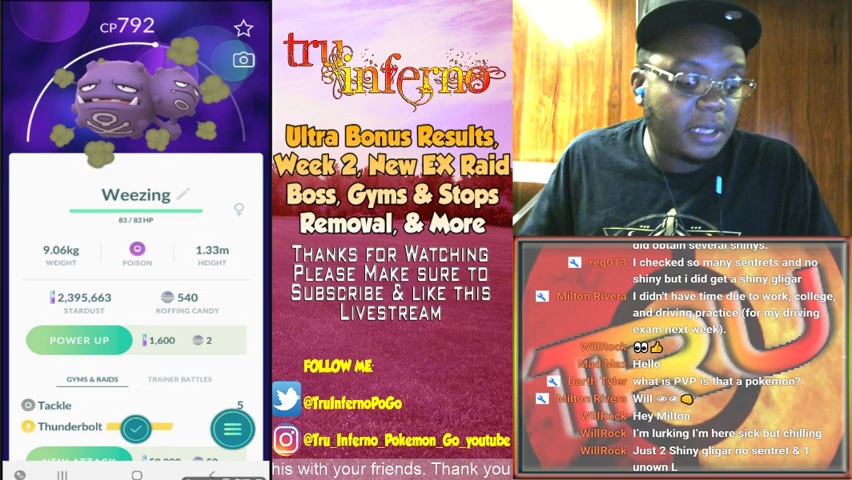 CP792
Weezing
83 / 83 HP
9.06kg
WEIGHT
POISON
1.33m
HEIGHT
2,395,663
STARDUST
540
KOFFING CANDY
POWER UP
1,600
2
GYMS & RAIDS
TRAINER BATTLES
Tackle
5
Thunderbolt
NEW ATTACK
tru
inferno
Ultra Bonus Results,
Week 2, New EX Raid
Boss, Gyms & Stops
Removal, & More
Thanks for Watching
Please Make sure to
Subscribe & like this
Livestream
FOLLOW ME
@TruInfernoPoGo
@Tru_Inferno_Pokemon_Go_youtube
his with your friends. Thank you
did obtain several shinys.
reg013 I checked so many sentrets and no
shiny but i did get a shiny gligar
Milton Rivera I didn't have time due to work, college,
and driving practice (for my driving
exam next week).
WillRock
Mad Max Hello
Darth Tyler what is PVP is that a pokemon?
Milton Rivera Will
WillRock Hey Milton
WillRock I'm lurking I'm here sick but chilling
WillRock Just 2 Shiny gligar no sentret & 1
unown L
TRU